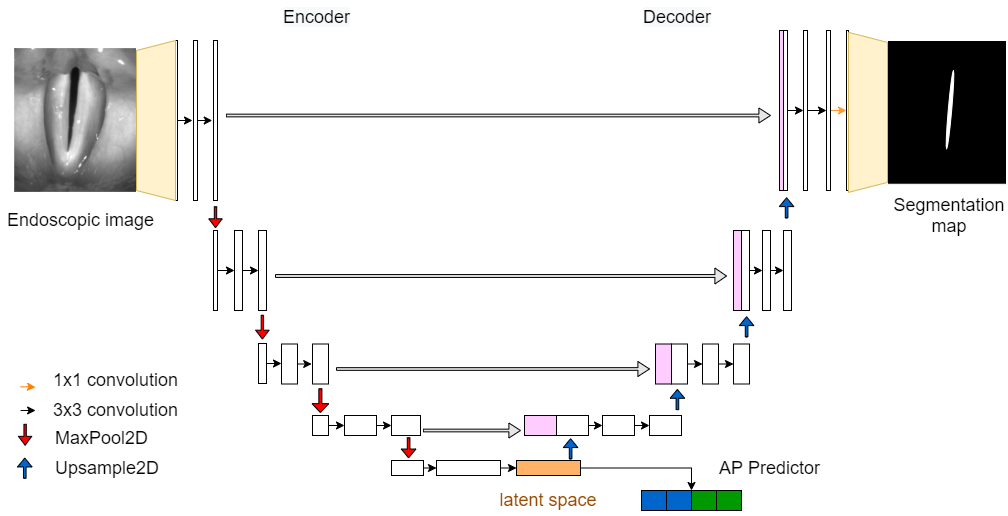 Encoder
Decoder
Endoscopic image
Segmentation
map
1x1 convolution
3x3 convolution
MaxPool2D
Upsample2D
AP Predictor
latent space